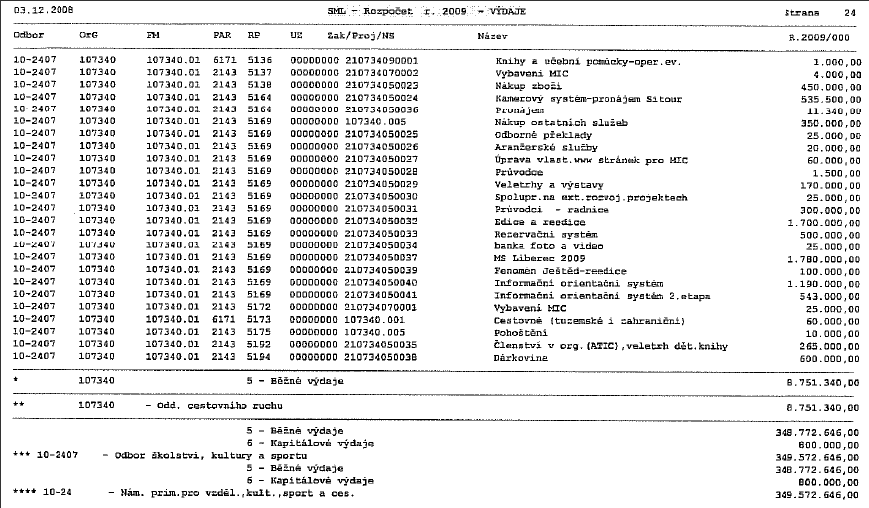 03.12.2008 SML - Rozpočet r. 2009 - VÝDAJE Strana 24
Odbor OrG FM PAR RP UZ Zak/Proj/NS Název R.2009/000
10-2407 107340 107340.01 6171 5136 00000000 210734090001 Knihy a učební pomůcky-oper.ev. 1.000,00
10-2407 107340 107340.01 2143 5137 00000000 210734070002 Vybavení MIC 4.000,00
10-2407 107340 107340.01 2143 5138 00000000 210734050023 Nákup zboží 450.000,00
10-2407 107340 107340.01 2143 5164 00000000 210734050024 Kamerový systém-pronájem Sitour 535.500,00
10-2407 107340 107340.01 2143 5164 00000000 210734050036 Pronájem 11.340,00
10-2407 107340 107340.01 2143 5169 00000000 107340.005 Nákup ostatních služeb 350.000,00
10-2407 107340 107340.01 2143 5169 00000000 210734050025 Odborné překlady 25.000,00
10-2407 107340 107340.01 2143 5169 00000000 210734050026 Aranžerské služby 20.000,00
10-2407 107340 107340.01 2143 5169 00000000 210734050027 Úprava vlast.www stránek pro MIC 60.000,00
10-2407 107340 107340.01 2143 5169 00000000 210734050028 Průvodce 1.500,00
10-2407 107340 107340.01 2143 5169 00000000 210734050029 Veletrhy a výstavy 170.000,00
10-2407 107340 107340.01 2143 5169 00000000 210734050030 Spolupr.na ext.rozvoj.projektech 25.000,00
10-2407 107340 107340.01 2143 5169 00000000 210734050031 Průvodci - radnice 300.000,00
10-2407 107340 107340.01 2143 5169 00000000 210734050032 Edice a reedice 1.700.000,00
10-2407 107340 107340.01 2143 5169 00000000 210734050033 Rezervační systém 500.000,00
10-2407 107340 107340.01 2143 5169 00000000 210734050034 banka foto a video 25.000,00
10-2407 107340 107340.01 2143 5169 00000000 210734050037 MS Liberec 2009 1.780.000,00
10-2407 107340 107340.01 2143 5169 00000000 210734050039 Fenomén Ještěd-reedice 100.000,00
10-2407 107340 107340.01 2143 5169 00000000 210734050040 Informační orientační systém 1.190.000,00
10-2407 107340 107340.01 2143 5169 00000000 210734050041 Informační orientační systém 2.etapa 543.000,00
10-2407 107340 107340.01 2143 5172 00000000 210734070001 Vybavení MIC 25.000,00
10-2407 107340 107340.01 6171 5173 00000000 107340.001 Cestovné (tuzemské i zahraniční) 60.000,00
10-2407 107340 107340.01 2143 5175 00000000 107340.005 Pohoštění 10.000,00
10-2407 107340 107340.01 2143 5192 00000000 210734050035 Členství v org.(ATIC),veletrh dět.knihy 265.000,00
10-2407 107340 107340.01 2143 5194 00000000 210734050038 Dárkovina 600.000,00
* 107340 5 - Běžné výdaje 8.751.340,00
** 107340 - Odd. cestovního ruchu 8.751.340,00
5 - Běžné výdaje 348.772.646,00
6 - Kapitálové výdaje 800.000,00
*** 10-2407 - Odbor školství, kultury a sportu 349.572.646,00
5 - Běžné výdaje 348.772.646,00
6 - Kapitálové výdaje 800.000,00
**** 10-24 - Nám. prim.pro vzděl.,kult.,sport a ces. 349.572.646,00